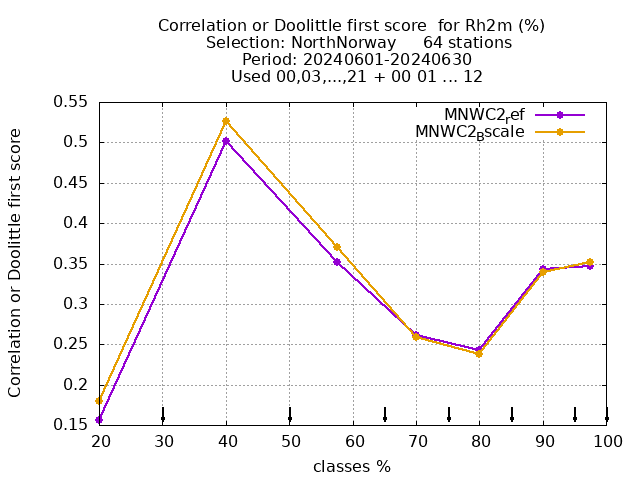 Correlation or Doolittle first score  for Rh2m (%)
Selection: NorthNorway     64 stations
Period: 20240601-20240630
Used 00,03,...,21 + 00 01 ... 12
Correlation or Doolittle first score
0.55
0.5
0.45
0.4
0.35
0.3
0.25
0.2
0.15
MNWC2ref
MNWC2Bscale
20 30 40 50 60 70 80 90 100
classes %